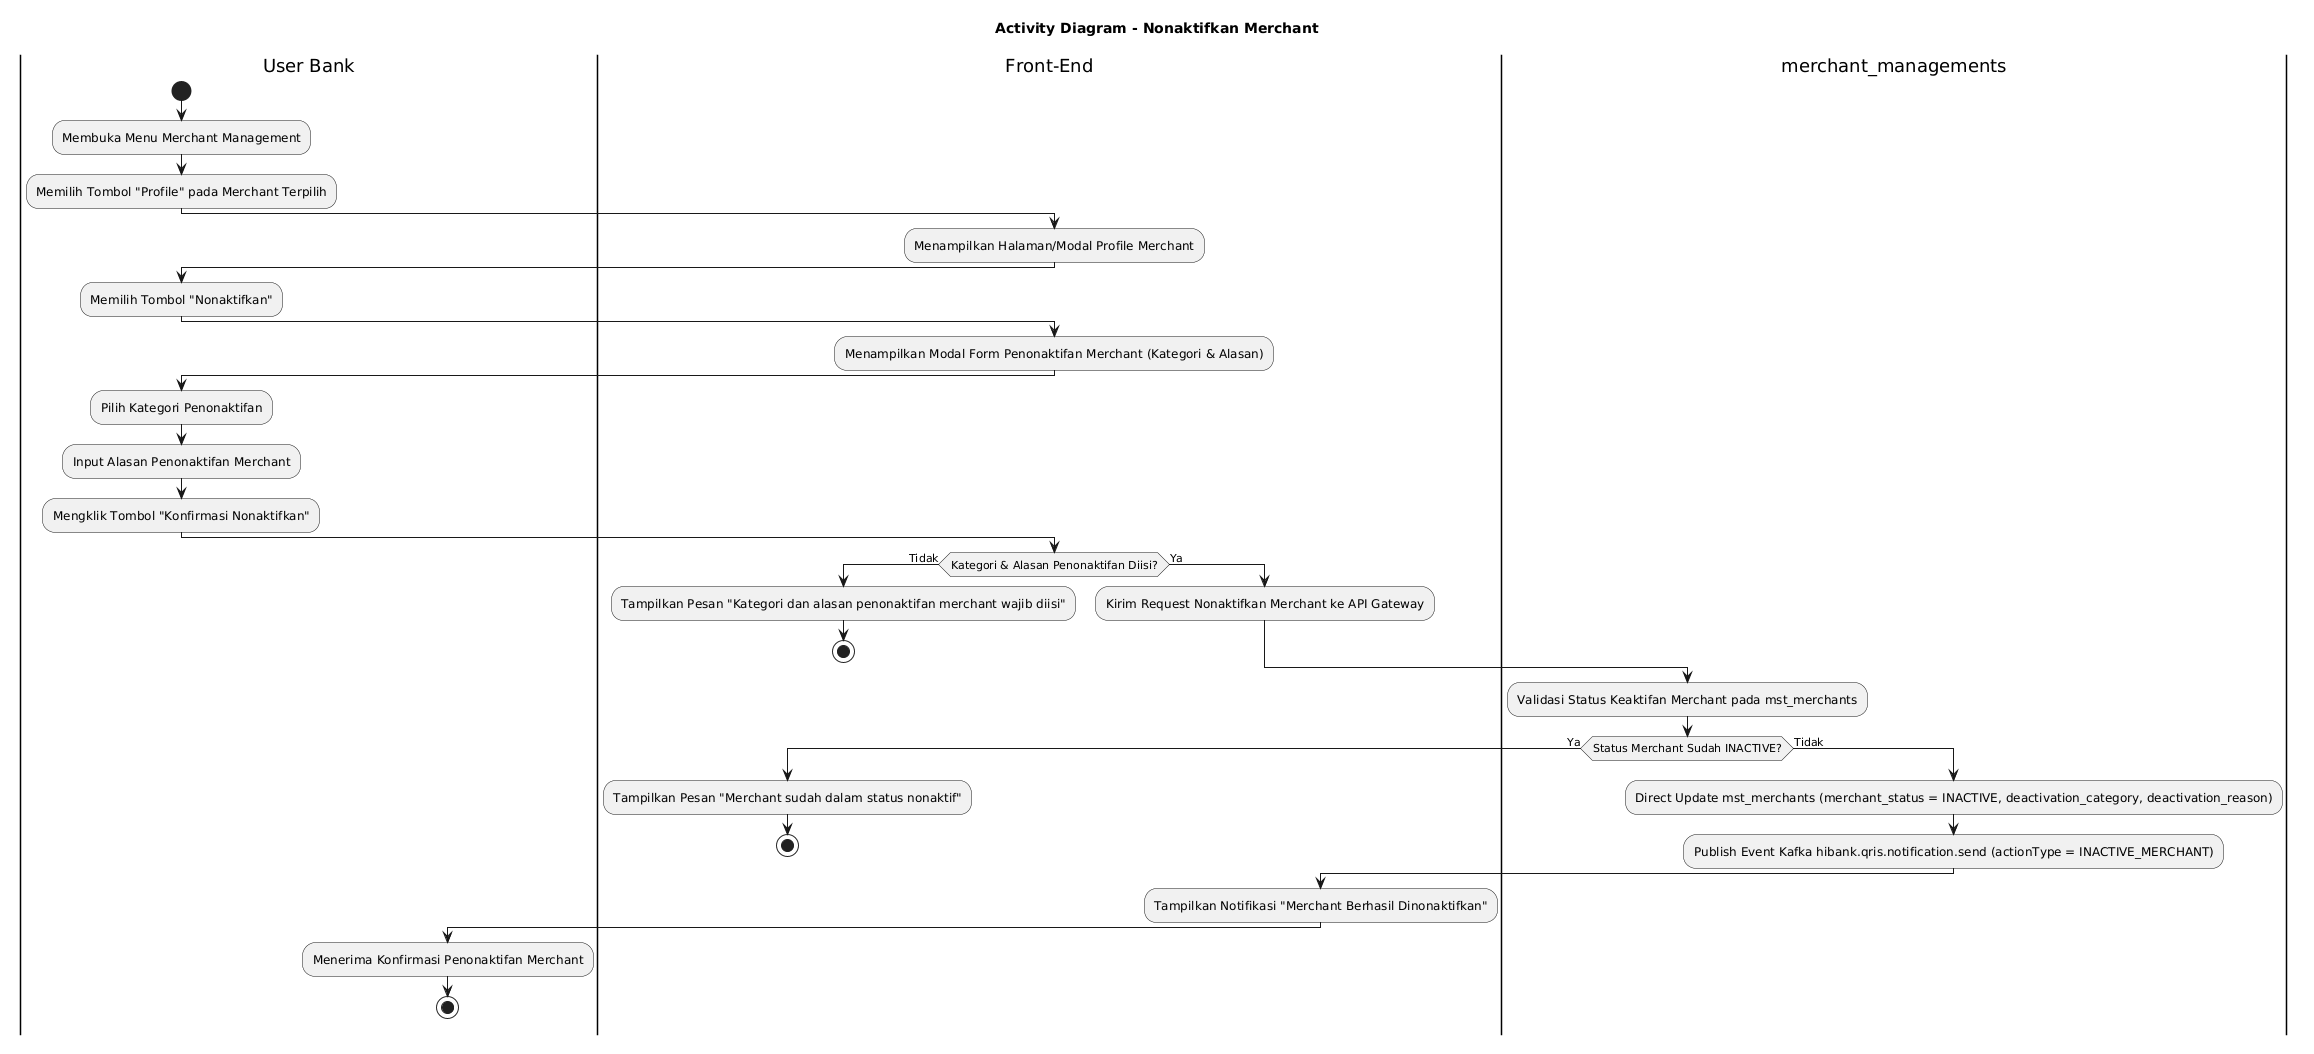 Activity Diagram - Nonaktifkan Merchant
User Bank
Front-End
merchant_managements
Membuka Menu Merchant Management
Memilih Tombol "Profile" pada Merchant Terpilih
Menampilkan Halaman/Modal Profile Merchant
Memilih Tombol "Nonaktifkan"
Menampilkan Modal Form Penonaktifan Merchant (Kategori & Alasan)
Pilih Kategori Penonaktifan
Input Alasan Penonaktifan Merchant
Mengklik Tombol "Konfirmasi Nonaktifkan"
Tidak
Kategori & Alasan Penonaktifan Diisi?
Ya
Tampilkan Pesan "Kategori dan alasan penonaktifan merchant wajib diisi"
Kirim Request Nonaktifkan Merchant ke API Gateway
Validasi Status Keaktifan Merchant pada mst_merchants
Ya
Status Merchant Sudah INACTIVE?
Tidak
Tampilkan Pesan "Merchant sudah dalam status nonaktif"
Direct Update mst_merchants (merchant_status = INACTIVE, deactivation_category, deactivation_reason)
Publish Event Kafka hibank.qris.notification.send (actionType = INACTIVE_MERCHANT)
Tampilkan Notifikasi "Merchant Berhasil Dinonaktifkan"
Menerima Konfirmasi Penonaktifan Merchant